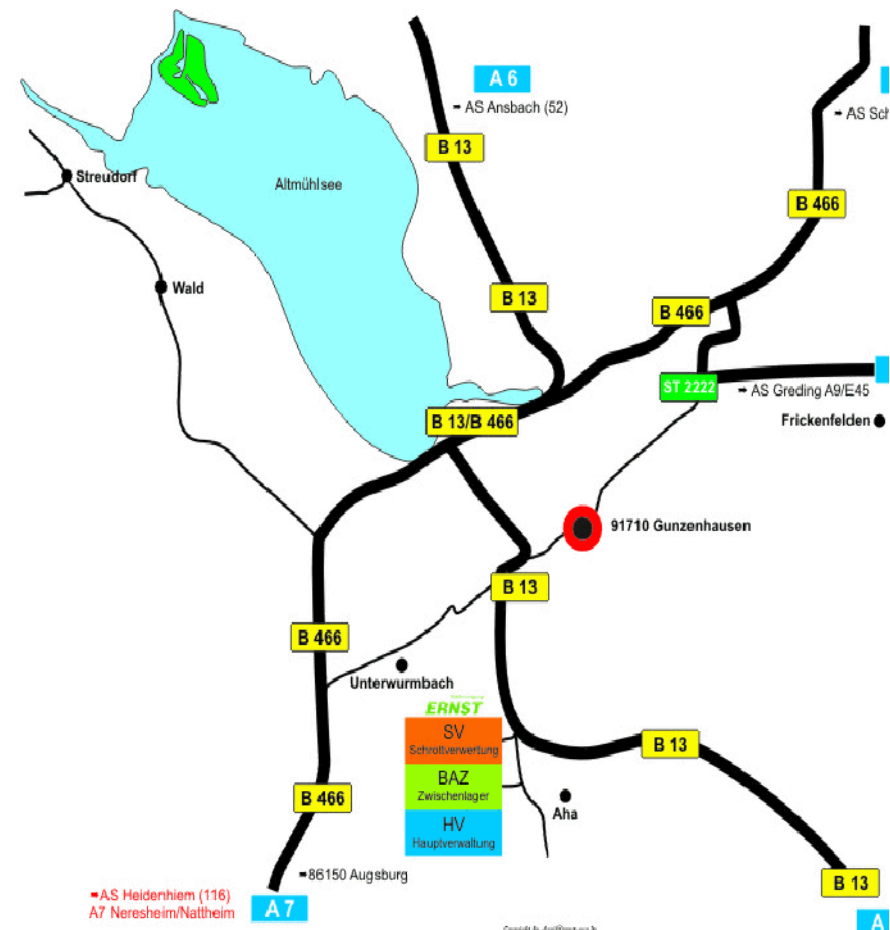 A 6
➡ AS Ansbach (52)
➡ AS Sch
B 13
Streudorf
Altmühlsee
B 466
Wald
B 13
B 466
ST 2222
➡ AS Greding A9/E45
B 13/B 466
Frickenfelden
91710 Gunzenhausen
B 13
B 466
Unterwurmbach
ERNST
SV
Schrottverwertung
B 13
BAZ
Zwischenlager
B 466
Aha
HV
Hauptverwaltung
➡86150 Augsburg
B 13
➡AS Heidenhiem (116)
A7 Neresheim/Nattheim
A 7
A